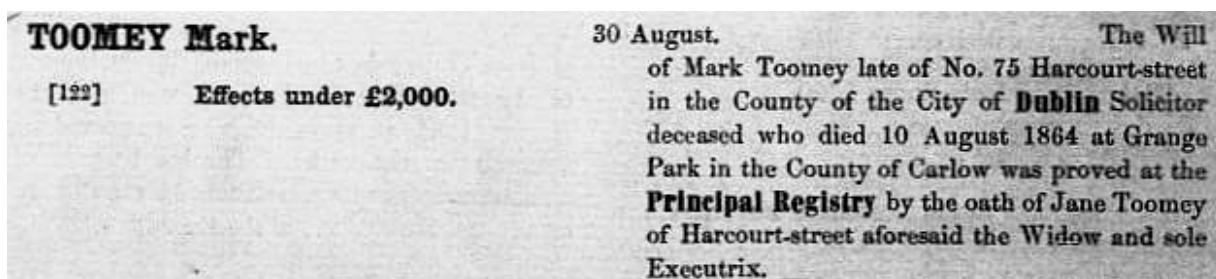 TOOMEY Mark.
[122] Effects under £2,000.
30 August. The Will
of Mark Toomey late of No. 75 Harcourt-street
in the County of the City of Dublin Solicitor
deceased who died 10 August 1864 at Grange
Park in the County of Carlow was proved at the
Principal Registry by the oath of Jane Toomey
of Harcourt-street aforesaid the Widow and sole
Executrix.